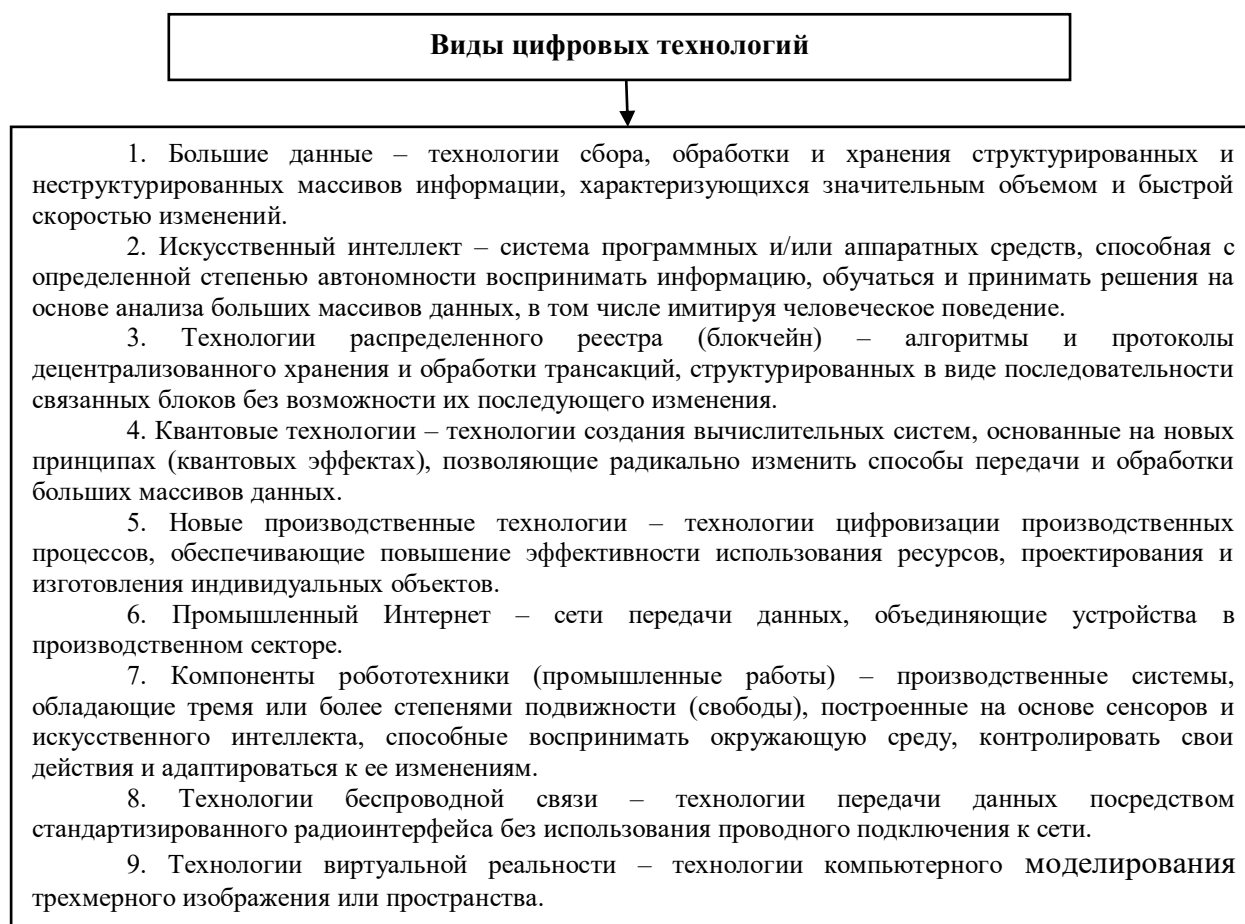 Виды цифровых технологий
1. Большие данные – технологии сбора, обработки и хранения структурированных и
неструктурированных массивов информации, характеризующихся значительным объемом и быстрой
скоростью изменений.
2. Искусственный интеллект – система программных и/или аппаратных средств, способная с
определенной степенью автономности воспринимать информацию, обучаться и принимать решения на
основе анализа больших массивов данных, в том числе имитируя человеческое поведение.
3. Технологии распределенного реестра (блокчейн) – алгоритмы и протоколы
децентрализованного хранения и обработки трансакций, структурированных в виде последовательности
связанных блоков без возможности их последующего изменения.
4. Квантовые технологии – технологии создания вычислительных систем, основанные на новых
принципах (квантовых эффектах), позволяющие радикально изменить способы передачи и обработки
больших массивов данных.
5. Новые производственные технологии – технологии цифровизации производственных
процессов, обеспечивающие повышение эффективности использования ресурсов, проектирования и
изготовления индивидуальных объектов.
6. Промышленный Интернет – сети передачи данных, объединяющие устройства в
производственном секторе.
7. Компоненты робототехники (промышленные работы) – производственные системы,
обладающие тремя или более степенями подвижности (свободы), построенные на основе сенсоров и
искусственного интеллекта, способные воспринимать окружающую среду, контролировать свои
действия и адаптироваться к ее изменениям.
8. Технологии беспроводной связи – технологии передачи данных посредством
стандартизированного радиоинтерфейса без использования проводного подключения к сети.
9. Технологии виртуальной реальности – технологии компьютерного моделирования
трехмерного изображения или пространства.